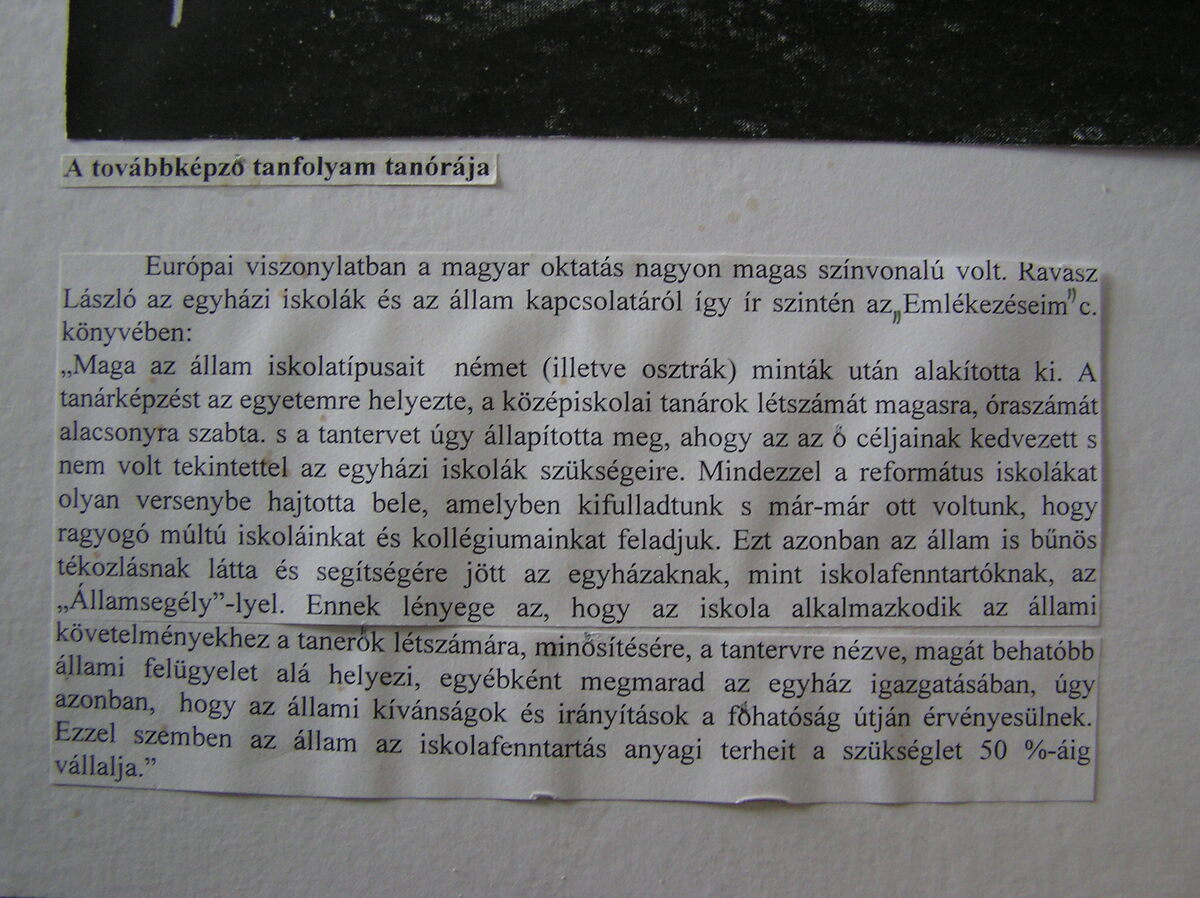 A továbbképző tanfolyam tanórája
Európai viszonylatban a magyar oktatás nagyon magas színvonalú volt. Ravasz
László az egyházi iskolák és az állam kapcsolatáról így ír szintén az „Emlékezéseim” c.
könyvében:
„Maga az állam iskolatípusait német (illetve osztrák) minták után alakította ki. A
tanárképzést az egyetemre helyezte, a középiskolai tanárok létszámát magasra, óraszámát
alacsonyra szabta. s a tantervet úgy állapította meg, ahogy az az ő céljainak kedvezett s
nem volt tekintettel az egyházi iskolák szükségeire. Mindezzel a református iskolákat
olyan versenybe hajtotta bele, amelyben kifulladtunk s már-már ott voltunk, hogy
ragyogó múltú iskoláinkat és kollégiumainkat feladjuk. Ezt azonban az állam is bűnös
tékozlásnak látta és segítségére jött az egyházaknak, mint iskolafenntartóknak, az
„Államsegély”-lyel. Ennek lényege az, hogy az iskola alkalmazkodik az állami
követelményekhez a tanerők létszámára, minősítésére, a tantervre nézve, magát behatóbb
állami felügyelet alá helyezi, egyébként megmarad az egyház igazgatásában, úgy
azonban, hogy az állami kívánságok és irányítások a főhatóság útján érvényesülnek.
Ezzel szemben az állam az iskolafenntartás anyagi terheit a szükséglet 50 %-áig
vállalja.”